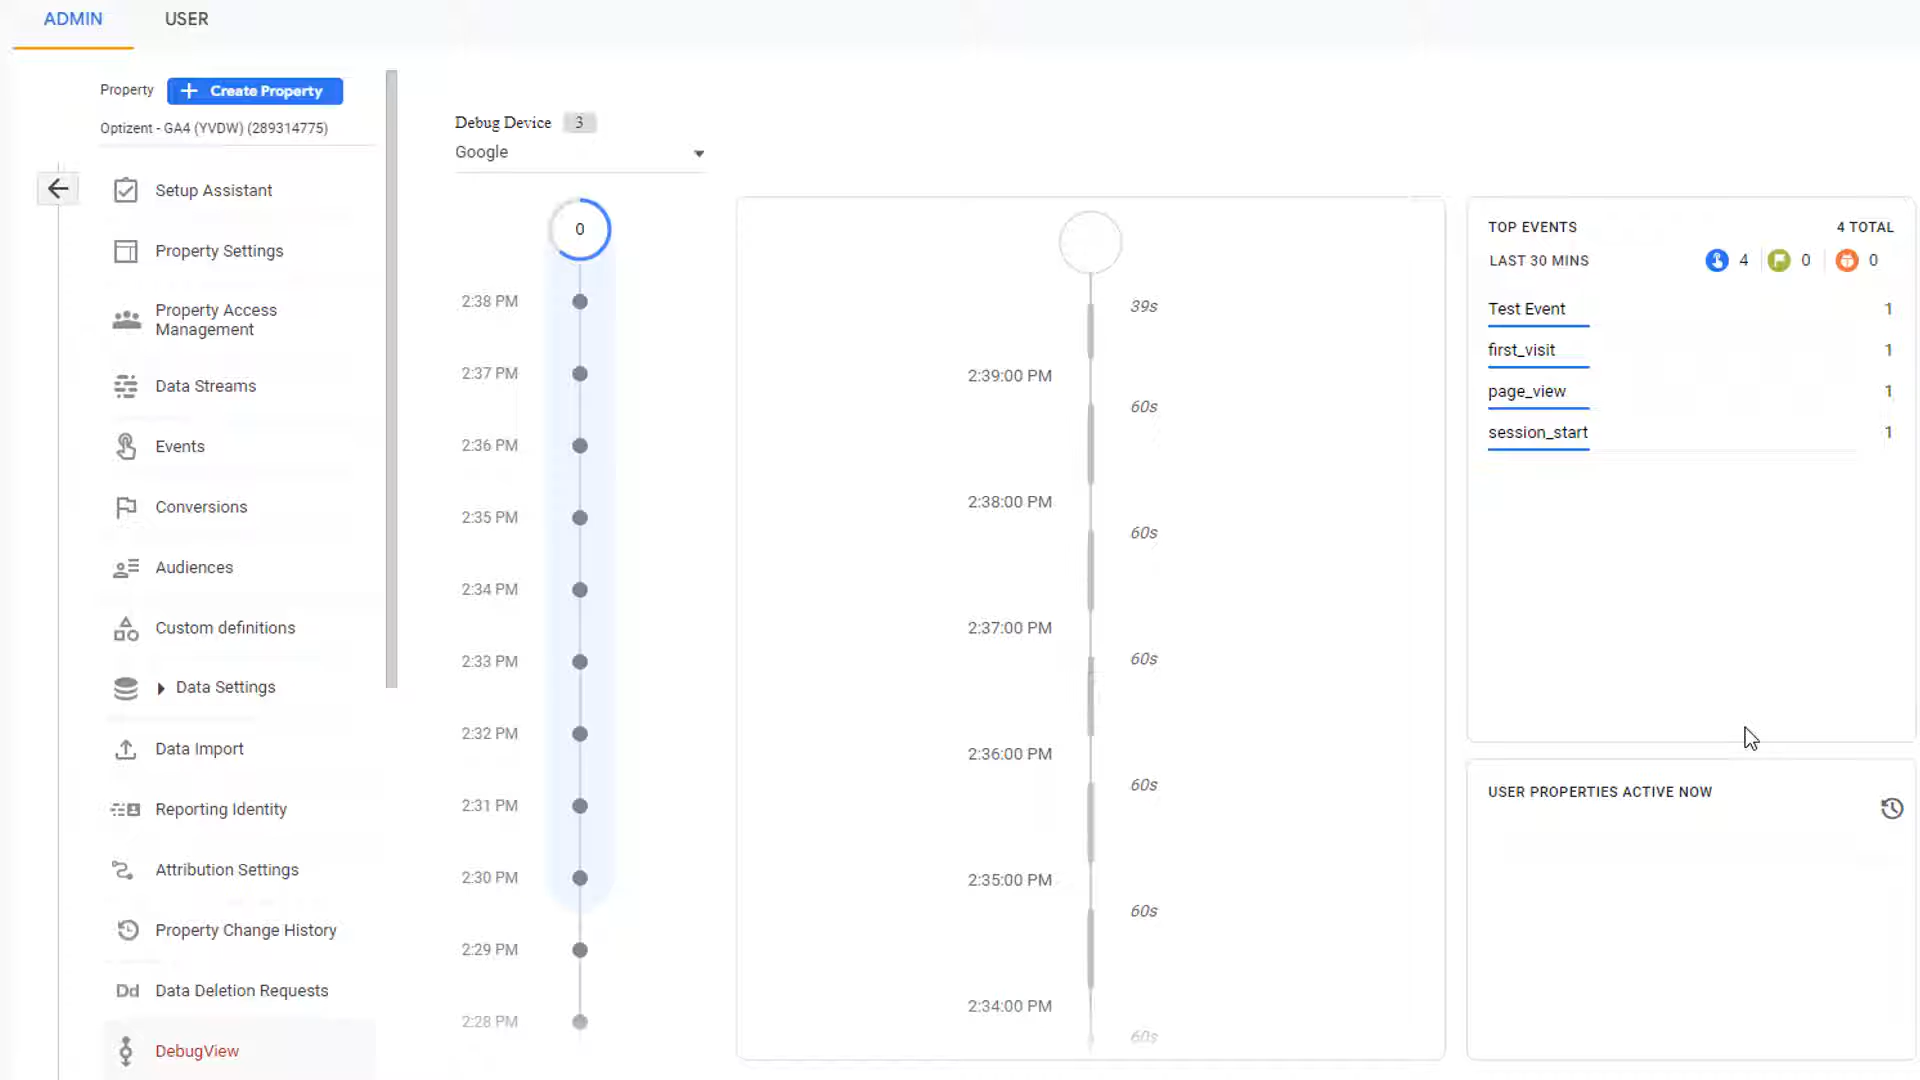 ADMIN
USER
Property
Create Property
Optizent - GA4 (YVDW) (289314775)
Setup Assistant
Property Settings
Property Access
Management
Data Streams
Events
Conversions
Audiences
Custom definitions
Data Settings
Data Import
Reporting Identity
Attribution Settings
Property Change History
Dd Data Deletion Requests
DebugView
Debug Device 3
Google
0
2:38 PM
2:37 PM
2:36 PM
2:35 PM
2:34 PM
2:33 PM
2:32 PM
2:31 PM
2:30 PM
2:29 PM
2:28 PM
39s
2:39:00 PM
60s
2:38:00 PM
60s
2:37:00 PM
60s
2:36:00 PM
60s
2:35:00 PM
60s
2:34:00 PM
60s
TOP EVENTS 4 TOTAL
LAST 30 MINS 4 0 0
Test Event 1
first_visit 1
page_view 1
session_start 1
USER PROPERTIES ACTIVE NOW